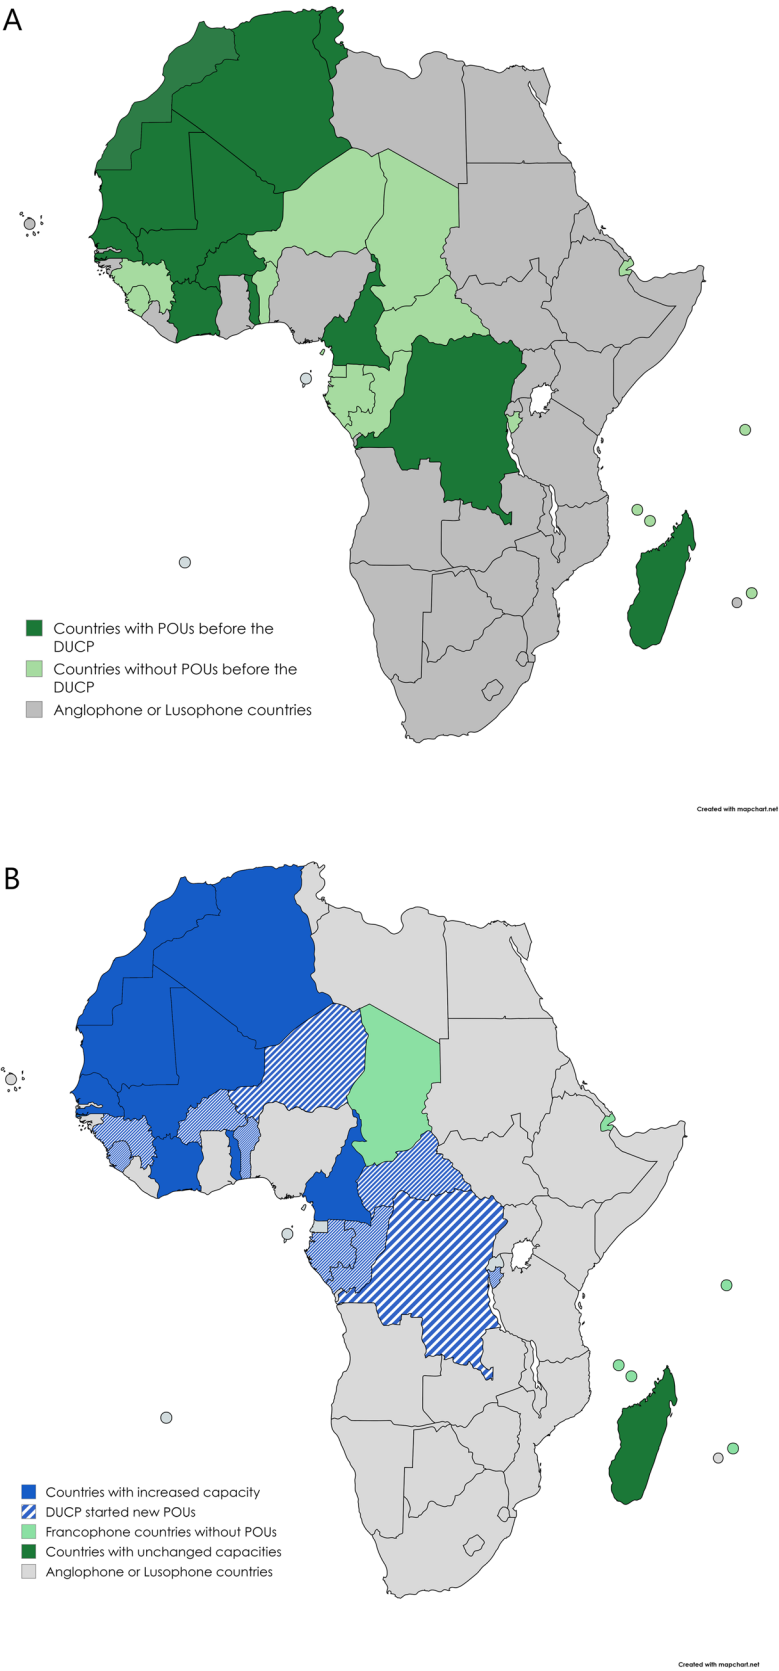 A
Countries with POUs before the
DUCP
Countries without POUs before the
DUCP
Anglophone or Lusophone countries
Created with mapchart.net
B
Countries with increased capacity
DUCP started new POUs
Francophone countries without POUs
Countries with unchanged capacities
Anglophone or Lusophone countries
Created with mapchart.net